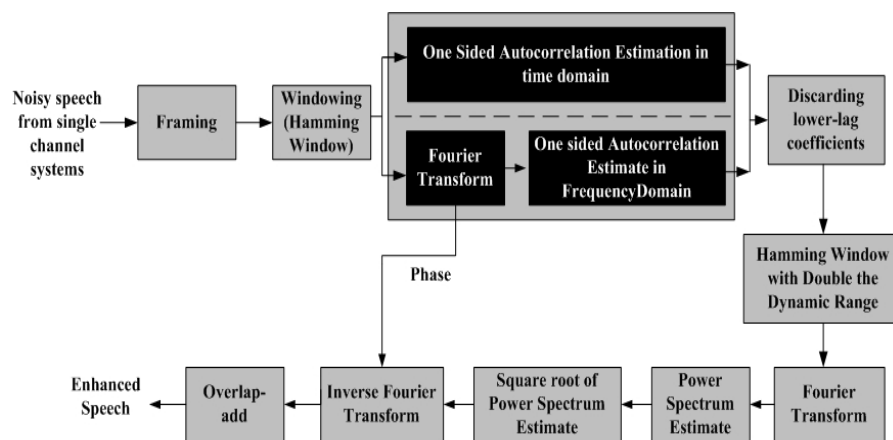 Noisy speech
from single
channel
systems
Framing
Windowing
(Hamming
Window)
One Sided Autocorrelation Estimation in
time domain
Fourier
Transform
One sided Autocorrelation
Estimate in
FrequencyDomain
Discarding
lower-lag
coefficients
Hamming Window
with Double the
Dynamic Range
Phase
Enhanced
Speech
Overlap-
add
Inverse Fourier
Transform
Square root of
Power Spectrum
Estimate
Power
Spectrum
Estimate
Fourier
Transform